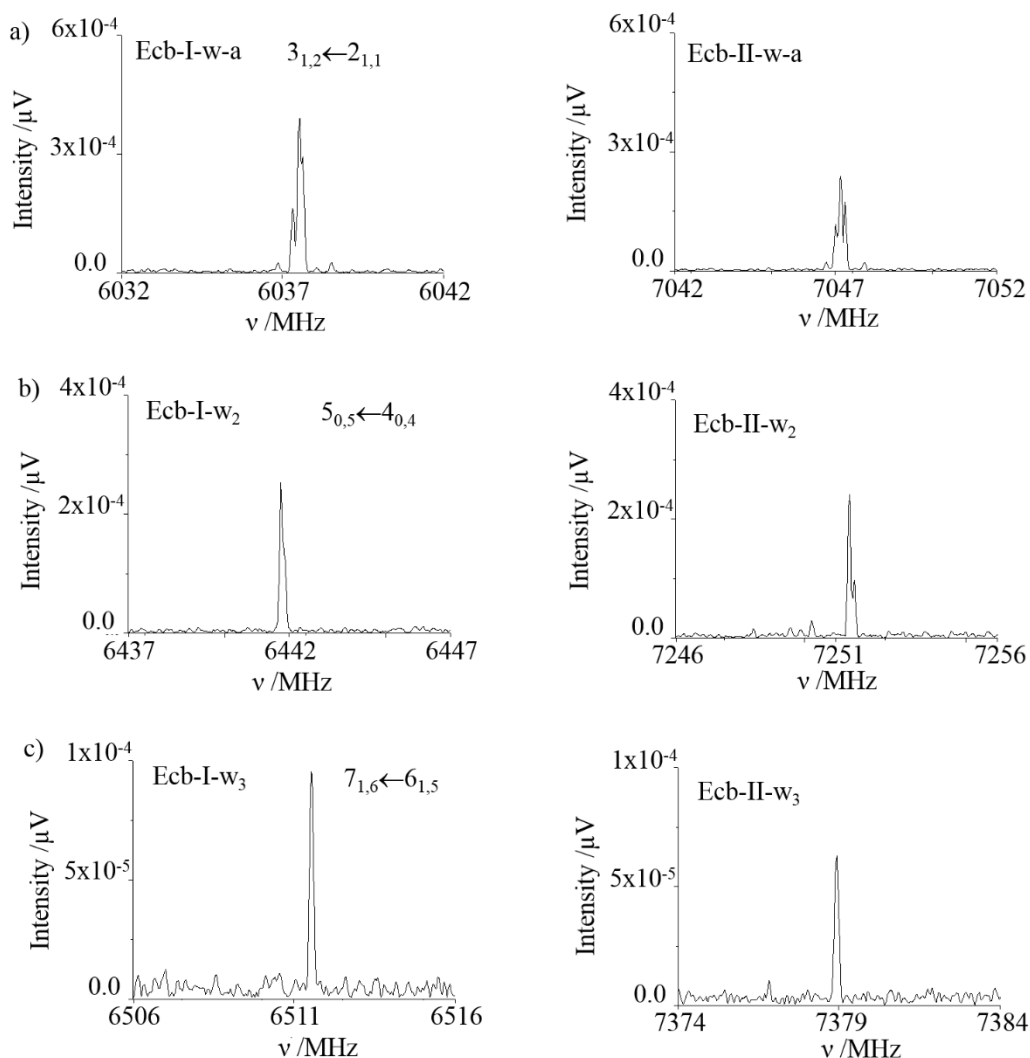 a)
6x10⁻⁴
Ecb-I-w-a
3₁,₂←2₁,₁
Intensity /µV
3x10⁻⁴
0.0
6032
6037
6042
ν /MHz
6x10⁻⁴
Ecb-II-w-a
Intensity /µV
3x10⁻⁴
0.0
7042
7047
7052
ν /MHz
b)
4x10⁻⁴
Ecb-I-w₂
5₀,₅←4₀,₄
Intensity /µV
2x10⁻⁴
0.0
6437
6442
6447
ν /MHz
4x10⁻⁴
Ecb-II-w₂
Intensity /µV
2x10⁻⁴
0.0
7246
7251
7256
ν /MHz
c)
1x10⁻⁴
Ecb-I-w₃
7₁,₆←6₁,₅
Intensity /µV
5x10⁻⁵
0.0
6506
6511
6516
ν /MHz
1x10⁻⁴
Ecb-II-w₃
Intensity /µV
5x10⁻⁵
0.0
7374
7379
7384
ν /MHz